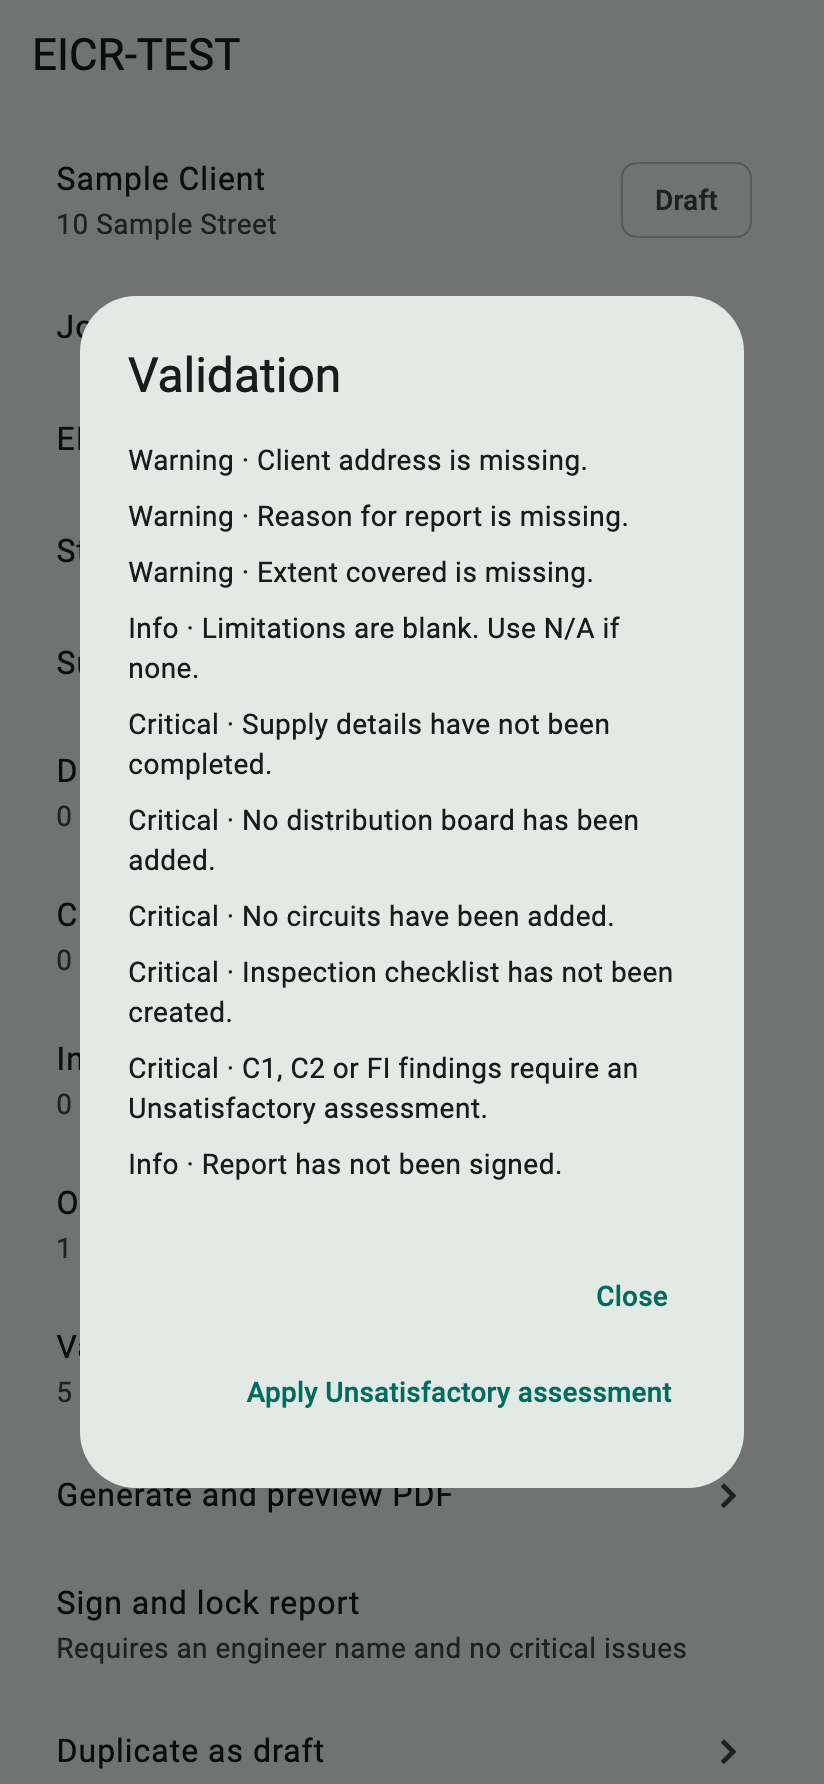 EICR-TEST
Sample Client
Draft
10 Sample Street
Validation
Warning · Client address is missing.
Warning · Reason for report is missing.
Warning · Extent covered is missing.
Info · Limitations are blank. Use N/A if
none.
Critical · Supply details have not been
completed.
Critical · No distribution board has been
added.
Critical · No circuits have been added.
Critical · Inspection checklist has not been
created.
Critical · C1, C2 or FI findings require an
Unsatisfactory assessment.
Info · Report has not been signed.
Close
Apply Unsatisfactory assessment
0
0
0
1
5
Generate and preview PDF
Sign and lock report
Requires an engineer name and no critical issues
Duplicate as draft